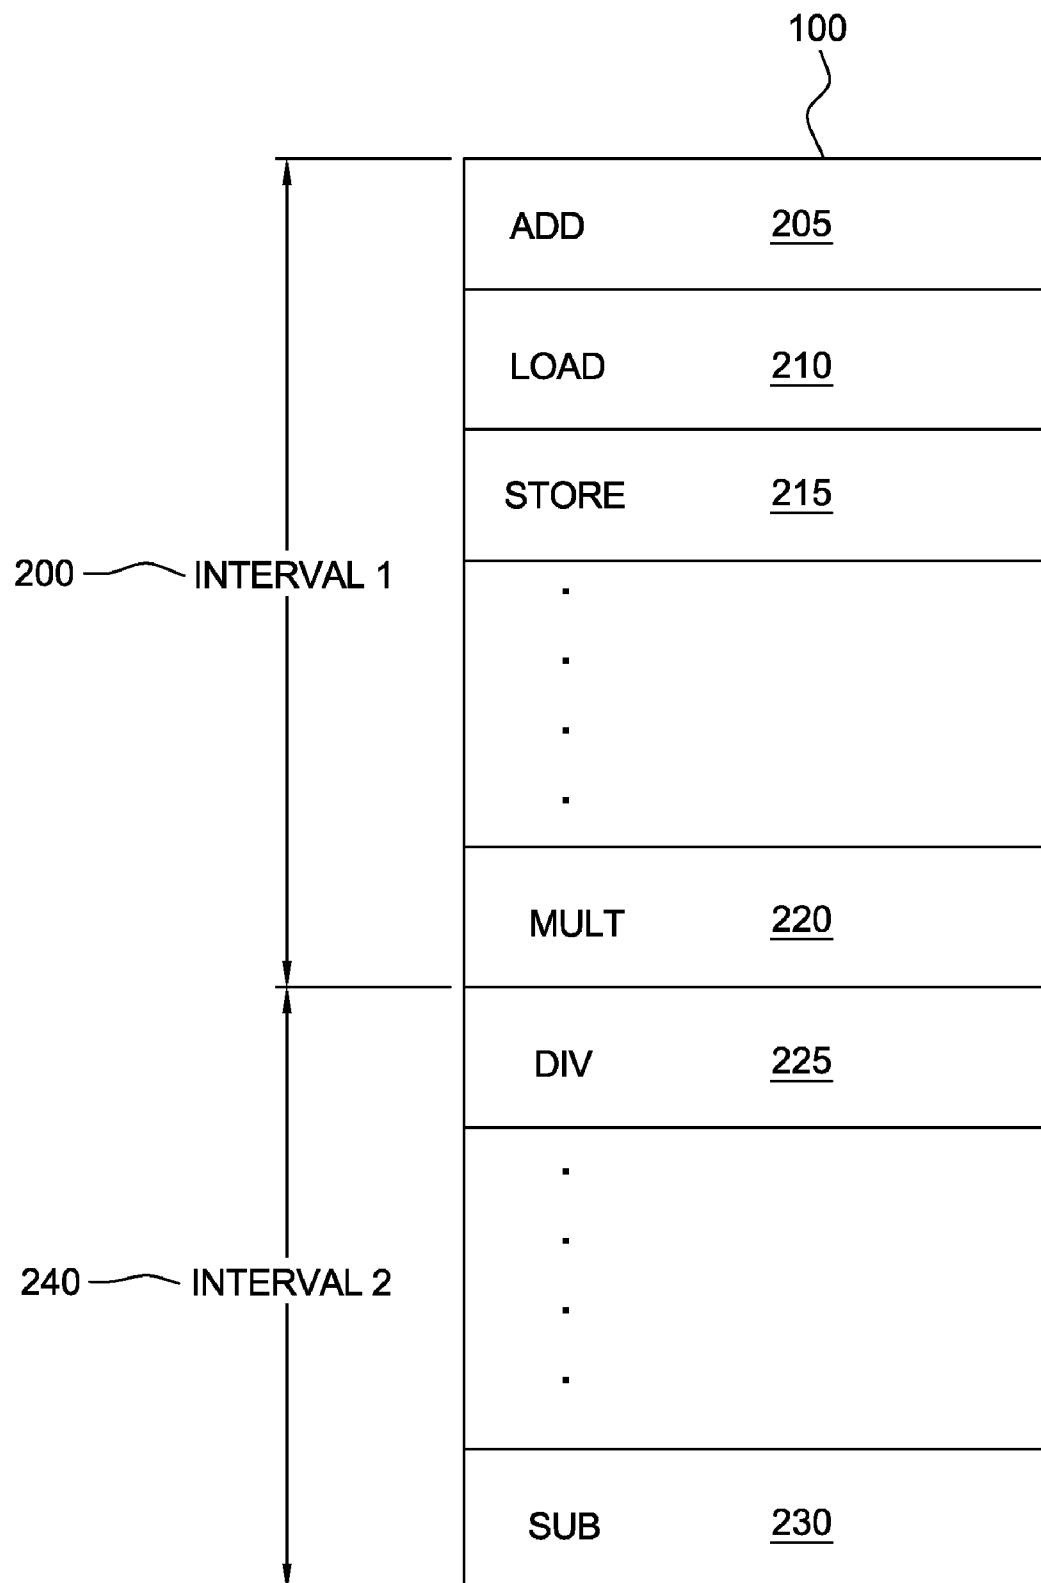 100
ADD 205
LOAD 210
STORE 215
200 INTERVAL 1
MULT 220
DIV 225
240 INTERVAL 2
SUB 230